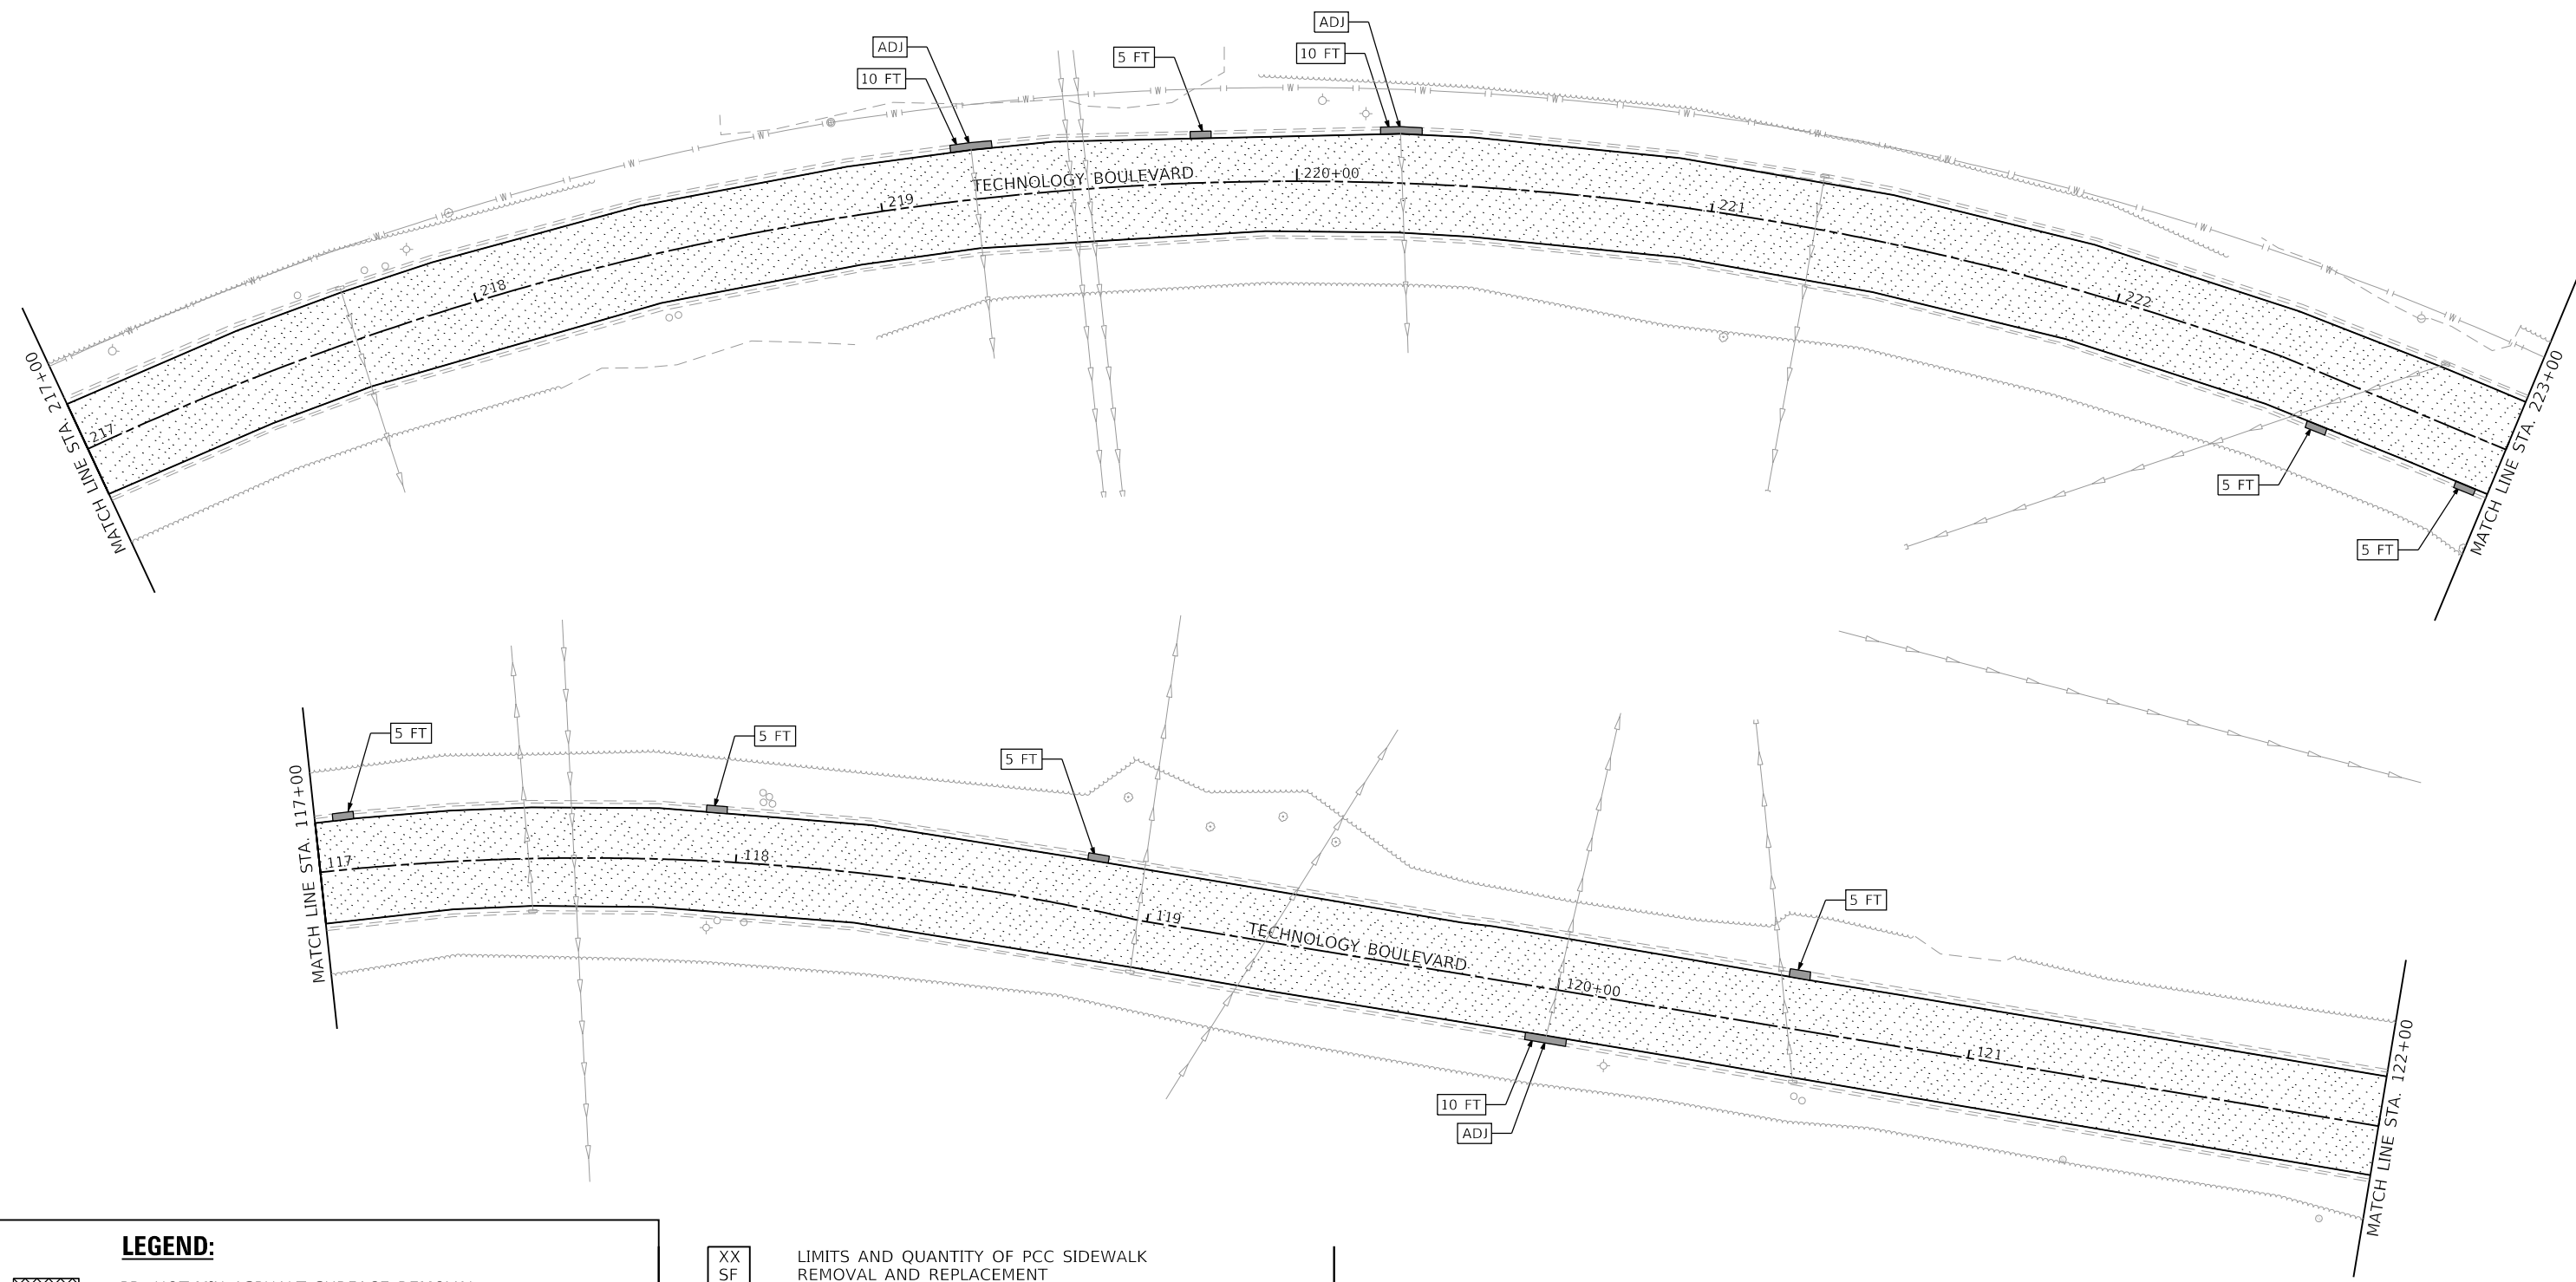 ADJ
10 FT
5 FT
ADJ
10 FT
TECHNOLOGY BOULEVARD
217
218
219
220+00
221
222
W W W W W W W W W W W W W W W W W W W
MATCH LINE STA. 217+00
MATCH LINE STA. 223+00
5 FT
5 FT
5 FT
5 FT
5 FT
5 FT
117
118
119
TECHNOLOGY BOULEVARD
120+00
121
MATCH LINE STA. 117+00
MATCH LINE STA. 122+00
10 FT
ADJ
LEGEND:
XX
SF
LIMITS AND QUANTITY OF PCC SIDEWALK
REMOVAL AND REPLACEMENT